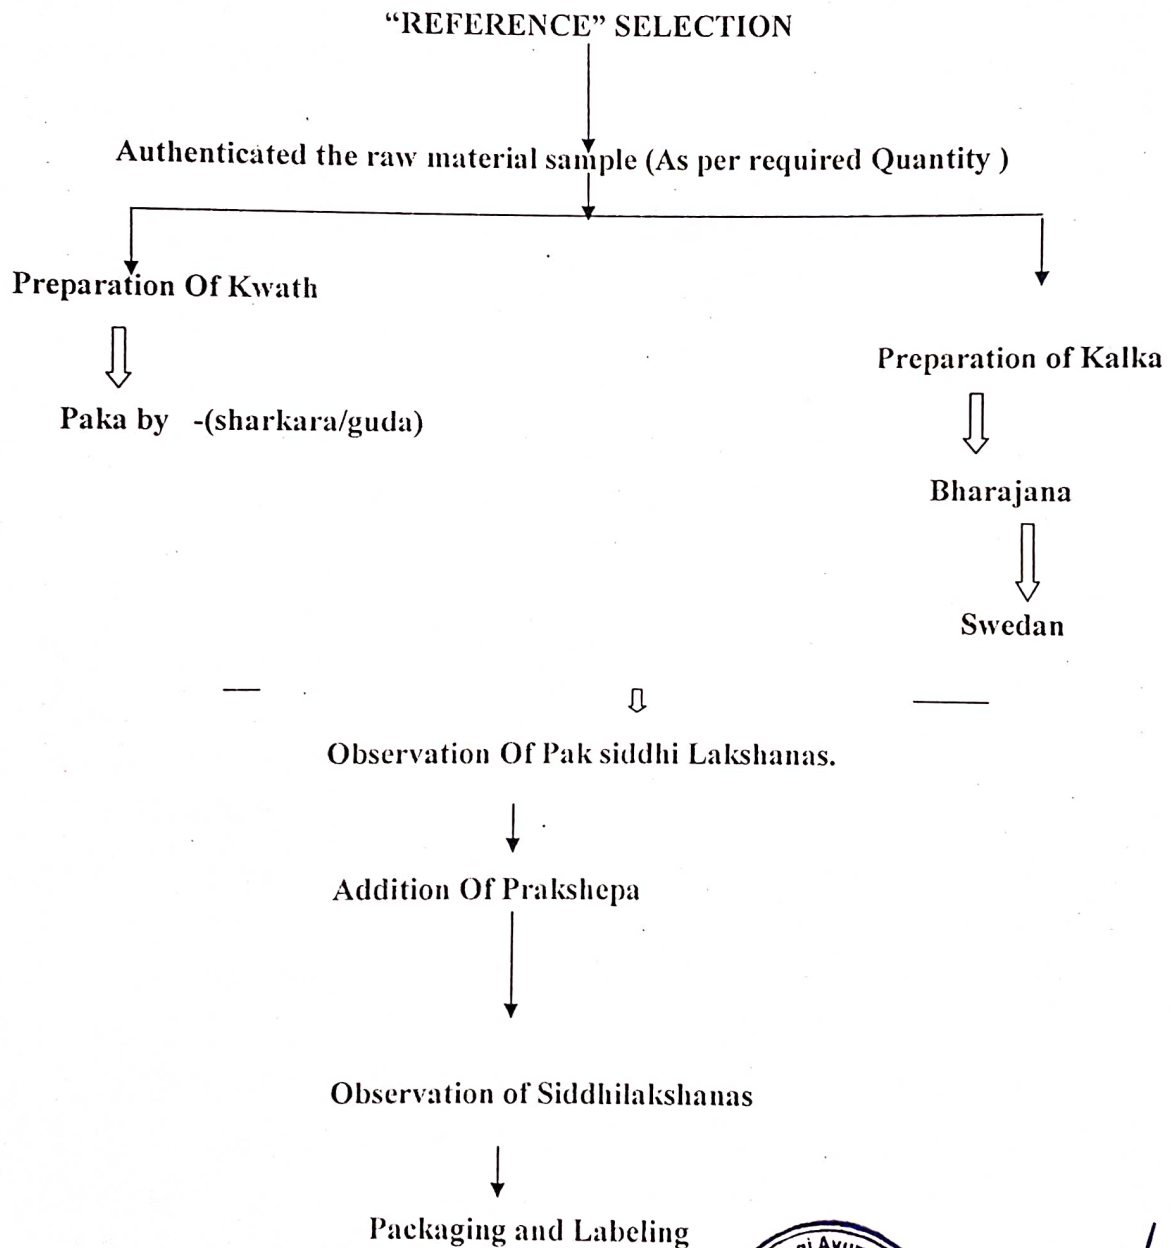 “REFERENCE” SELECTION
Authenticated the raw material sample (As per required Quantity )
Preparation Of Kwath
Preparation of Kalka
Paka by -(sharkara/guda)
Bharajana
Swedan
Observation Of Pak siddhi Lakshanas.
Addition Of Prakshepa
Observation of Siddhilakshanas
Packaging and Labeling